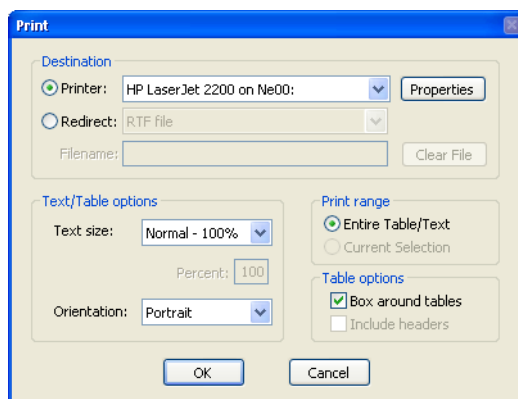 Print
Destination
Printer: HP LaserJet 2200 on Ne00: Properties
Redirect: RTF file
Filename: Clear File
Text/Table options
Text size: Normal - 100%
Percent: 100
Orientation: Portrait
Print range
Entire Table/Text
Current Selection
Table options
Box around tables
Include headers
OK Cancel